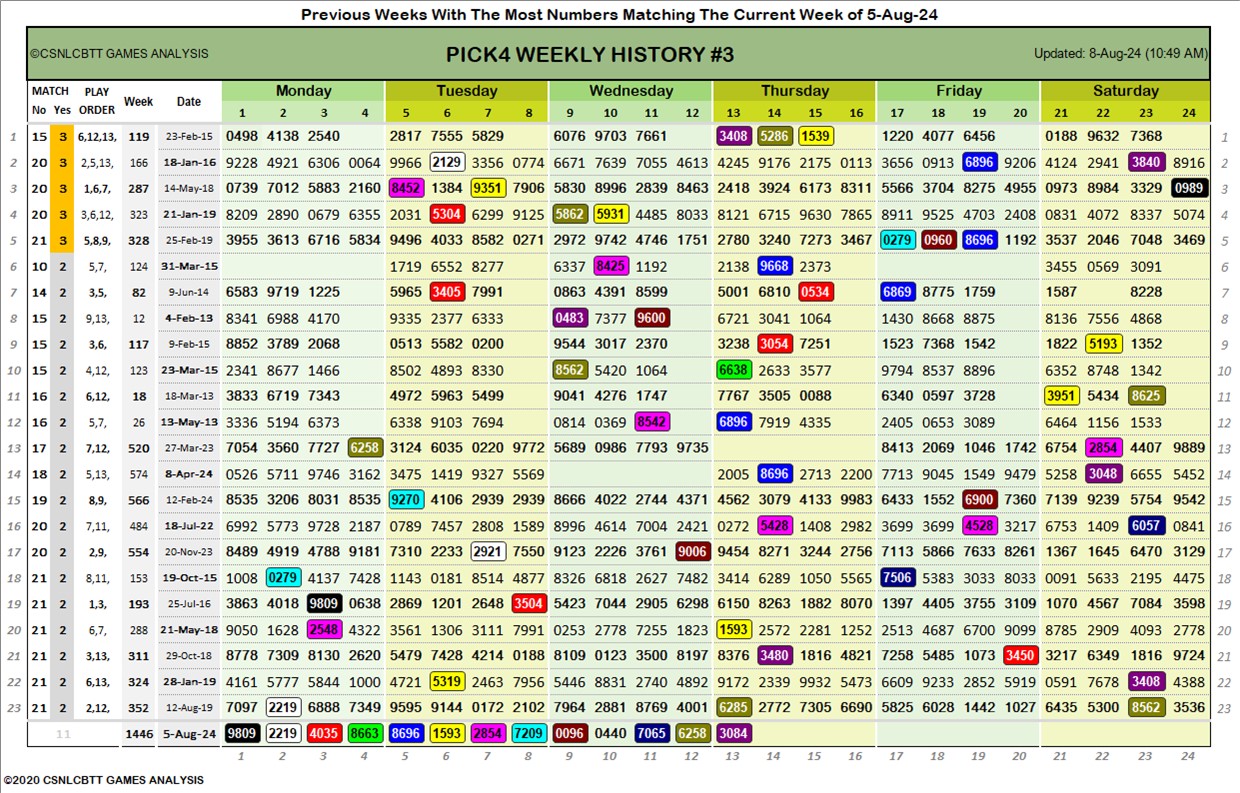 Previous Weeks With The Most Numbers Matching The Current Week of 5-Aug-24
©CSNLCBTT GAMES ANALYSIS PICK4 WEEKLY HISTORY #3 Updated: 8-Aug-24 (10:49 AM)
MATCH PLAY Week Date Monday Tuesday Wednesday Thursday Friday Saturday
No Yes ORDER 1 2 3 4 5 6 7 8 9 10 11 12 13 14 15 16 17 18 19 20 21 22 23 24
1 15 3 6,12,13, 119 23-Feb-15 0498 4138 2540 2817 7555 5829 6076 9703 7661 3408 5286 1539 1220 4077 6456 0188 9632 7368 1
2 20 3 2,5,13, 166 18-Jan-16 9228 4921 6306 0064 9966 2129 3356 0774 6671 7639 7055 4613 4245 9176 2175 0113 3656 0913 6896 9206 4124 2941 3840 8916 2
3 20 3 1,6,7, 287 14-May-18 0739 7012 5883 2160 8452 1384 9351 7906 5830 8996 2839 8463 2418 3924 6173 8311 5566 3704 8275 4955 0973 8984 3329 0989 3
4 20 3 3,6,12, 323 21-Jan-19 8209 2890 0679 6355 2031 5304 6299 9125 5862 5931 4485 8033 8121 6715 9630 7865 8911 9525 4703 2408 0831 4072 8337 5074 4
5 21 3 5,8,9, 328 25-Feb-19 3955 3613 6716 5834 9496 4033 8582 0271 2972 9742 4746 1751 2780 3240 7273 3467 0279 0960 8696 1192 3537 2046 7048 3469 5
6 10 2 5,7, 124 31-Mar-15 1719 6552 8277 6337 8425 1192 2138 9668 2373 3455 0569 3091 6
7 14 2 3,5, 82 9-Jun-14 6583 9719 1225 5965 3405 7991 0863 4391 8599 5001 6810 0534 6869 8775 1759 1587 8228 7
8 15 2 9,13, 12 4-Feb-13 8341 6988 4170 9335 2377 6333 0483 7377 9600 6721 3041 1064 1430 8668 8875 8136 7556 4868 8
9 15 2 3,6, 117 9-Feb-15 8852 3789 2068 0513 5582 0200 9544 3017 2370 3238 3054 7251 1523 7368 1542 1822 5193 1352 9
10 15 2 4,12, 123 23-Mar-15 2341 8677 1466 8502 4893 8330 8562 5420 1064 6638 2633 3577 9794 8537 8896 6352 8748 1342 10
11 16 2 6,12, 18 18-Mar-13 3833 6719 7343 4972 5963 5499 9041 4276 1747 7767 3505 0088 6340 0597 3728 3951 5434 8625 11
12 16 2 5,7, 26 13-May-13 3336 5194 6373 6338 9103 7694 0814 0369 8542 6896 7919 4335 2405 0653 3089 6464 1156 1533 12
13 17 2 7,12, 520 27-Mar-23 7054 3560 7727 6258 3124 6035 0220 9772 5689 0986 7793 9735 8413 2069 1046 1742 6754 2854 4407 9889 13
14 18 2 5,13, 574 8-Apr-24 0526 5711 9746 3162 3475 1419 9327 5569 2005 8696 2713 2200 7713 9045 1549 9479 5258 3048 6655 5452 14
15 19 2 8,9, 566 12-Feb-24 8535 3206 8031 8535 9270 4106 2939 2939 8666 4022 2744 4371 4562 3079 4133 9983 6433 1552 6900 7360 7139 9239 5754 9542 15
16 20 2 7,11, 484 18-Jul-22 6992 5773 9728 2187 0789 7457 2808 1589 8996 4614 7004 2421 0272 5428 1408 2982 3699 3699 4528 3217 6753 1409 6057 0841 16
17 20 2 2,9, 554 20-Nov-23 8489 4919 4788 9181 7310 2233 2921 7550 9123 2226 3761 9006 9454 8271 3244 2756 7113 5866 7633 8261 1367 1645 6470 3129 17
18 21 2 8,11, 153 19-Oct-15 1008 0279 4137 7428 1143 0181 8514 4877 8326 6818 2627 7482 3414 6289 1050 5565 7506 5383 3033 8033 0091 5633 2195 4475 18
19 21 2 1,3, 193 25-Jul-16 3863 4018 9809 0638 2869 1201 2648 3504 5423 7044 2905 6298 6150 8263 1882 8070 1397 4405 3755 3109 1070 4567 7084 3598 19
20 21 2 6,7, 288 21-May-18 9050 1628 2548 4322 3561 1306 3111 7991 0253 2778 7255 1823 1593 2572 2281 1252 2513 4687 6700 9099 8785 2909 4093 2778 20
21 21 2 3,13, 311 29-Oct-18 8778 7309 8130 2620 5479 7428 4214 0188 8109 0123 3500 8197 8376 3480 1816 4821 7258 5485 1073 3450 3217 6349 1816 9724 21
22 21 2 6,13, 324 28-Jan-19 4161 5777 5844 1000 4721 5319 2463 7956 5446 8831 2740 4892 9172 2339 9932 5473 6609 9233 2852 5919 0591 7678 3408 4388 22
23 21 2 2,12, 352 12-Aug-19 7097 2219 6888 7349 9595 9144 0172 2102 7964 2881 8769 4001 6285 2772 7305 6690 5825 6028 1442 1027 6435 5300 8562 3536 23
11 1446 5-Aug-24 9809 2219 4035 8663 8696 1593 2854 7209 0096 0440 7065 6258 3084
1 2 3 4 5 6 7 8 9 10 11 12 13 14 15 16 17 18 19 20 21 22 23 24
©2020 CSNLCBTT GAMES ANALYSIS